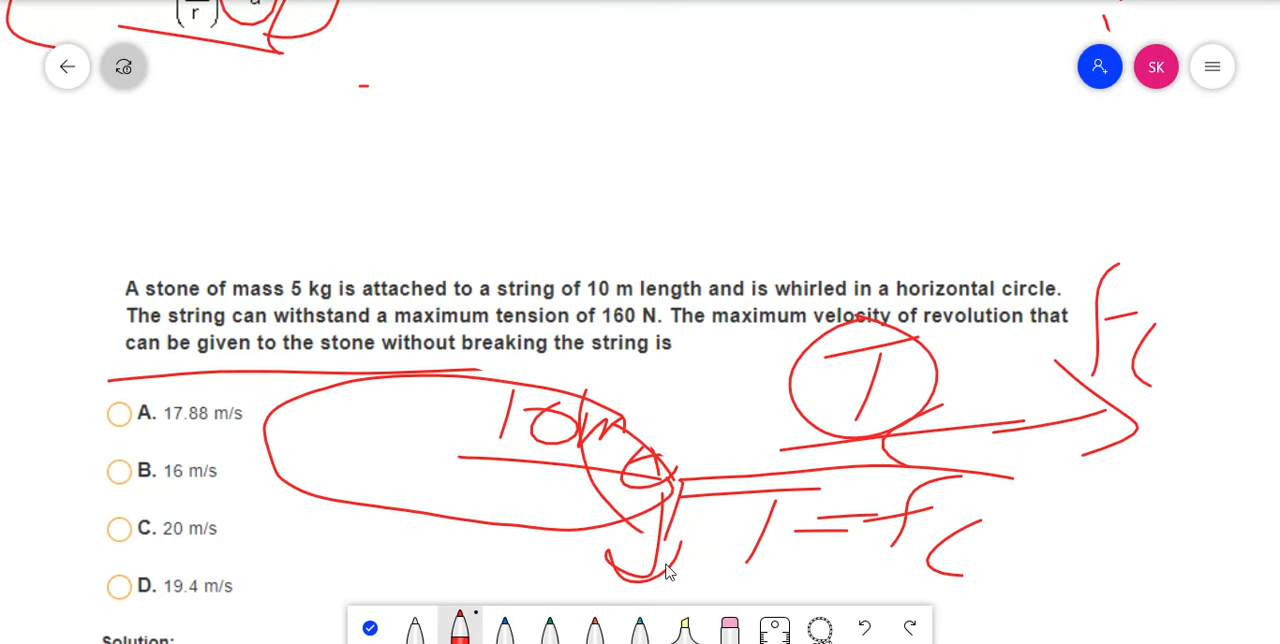 r
SK
A stone of mass 5 kg is attached to a string of 10 m length and is whirled in a horizontal circle.
The string can withstand a maximum tension of 160 N. The maximum velocity of revolution that
can be given to the stone without breaking the string is
A. 17.88 m/s
B. 16 m/s
C. 20 m/s
D. 19.4 m/s
10m
T
Fc
T = Fc
Solution: